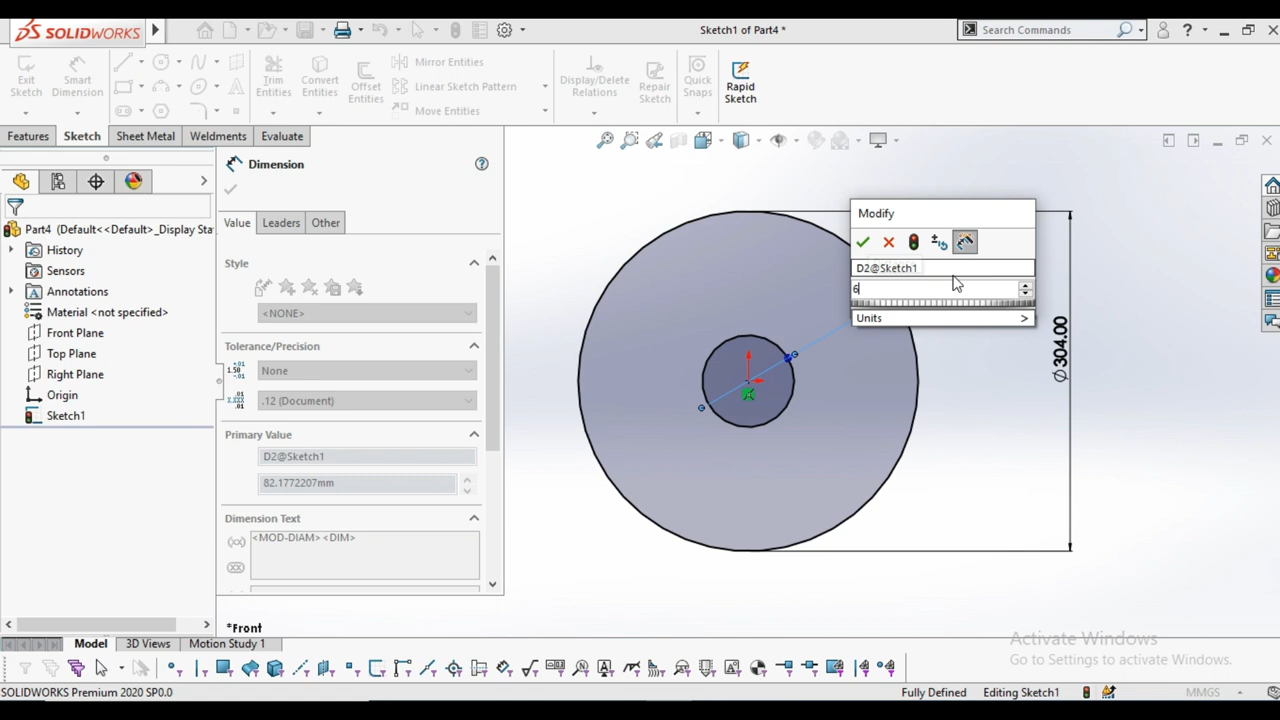 SOLIDWORKS
Sketch1 of Part4 *
Search Commands
Exit Sketch
Smart Dimension
Trim Entities
Convert Entities
Offset Entities
Mirror Entities
Linear Sketch Pattern
Move Entities
Display/Delete Relations
Repair Sketch
Quick Snaps
Rapid Sketch
Features
Sketch
Sheet Metal
Weldments
Evaluate
Part4 (Default<<Default>_Display Sta
History
Sensors
Annotations
Material <not specified>
Front Plane
Top Plane
Right Plane
Origin
Sketch1
Dimension
Value
Leaders
Other
Style
<NONE>
Tolerance/Precision
1.50
None
.12 (Document)
Primary Value
D2@Sketch1
82.1772207mm
Dimension Text
<MOD-DIAM> <DIM>
Modify
D2@Sketch1
6
Units >
∅304.00
*Front
Activate Windows
Go to Settings to activate Windows.
Model
3D Views
Motion Study 1
SOLIDWORKS Premium 2020 SP0.0
Fully Defined
Editing Sketch1
MMGS